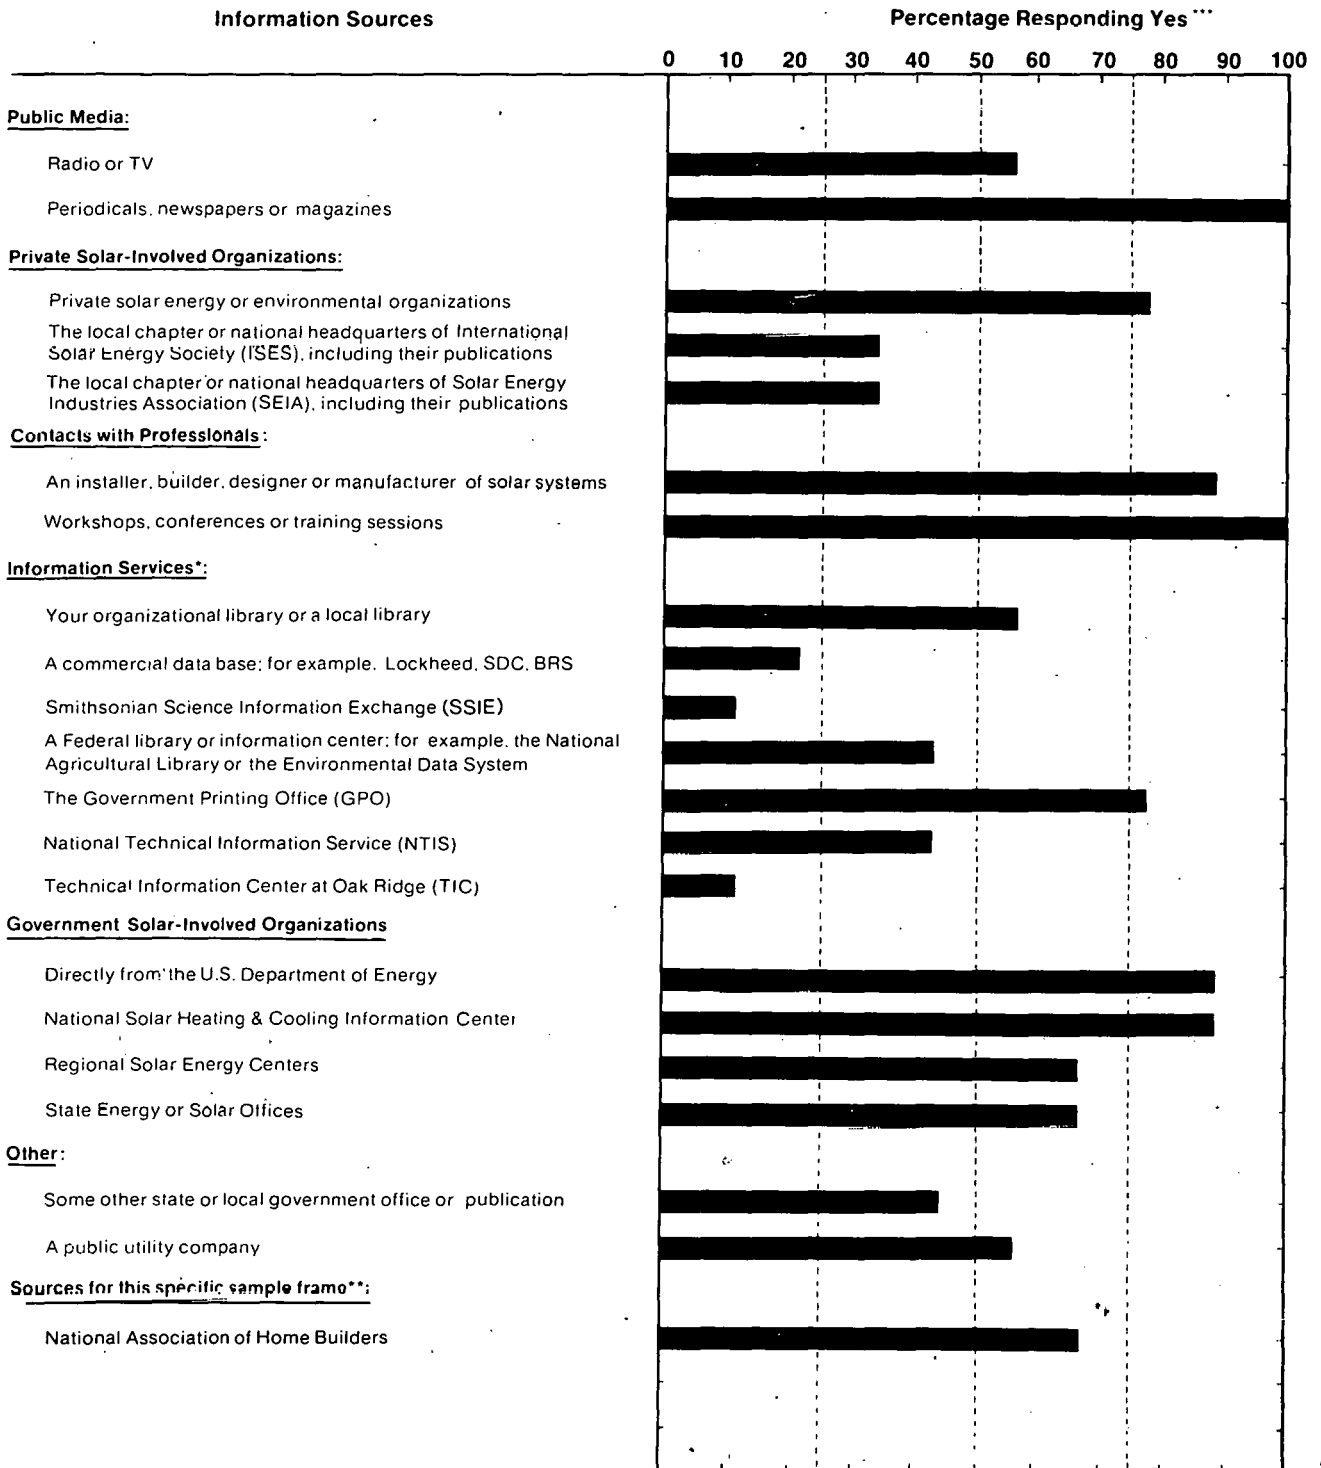 Information Sources
Percentage Responding Yes ***
0 10 20 30 40 50 60 70 80 90 100
Public Media:
Radio or TV
Periodicals, newspapers or magazines
Private Solar-Involved Organizations:
Private solar energy or environmental organizations
The local chapter or national headquarters of International
Solar Energy Society (ISES), including their publications
The local chapter or national headquarters of Solar Energy
Industries Association (SEIA), including their publications
Contacts with Professionals:
An installer, builder, designer or manufacturer of solar systems
Workshops, conferences or training sessions
Information Services*:
Your organizational library or a local library
A commercial data base; for example, Lockheed, SDC, BRS
Smithsonian Science Information Exchange (SSIE)
A Federal library or information center; for example, the National
Agricultural Library or the Environmental Data System
The Government Printing Office (GPO)
National Technical Information Service (NTIS)
Technical Information Center at Oak Ridge (TIC)
Government Solar-Involved Organizations
Directly from the U.S. Department of Energy
National Solar Heating & Cooling Information Center
Regional Solar Energy Centers
State Energy or Solar Offices
Other:
Some other state or local government office or publication
A public utility company
Sources for this specific sample frame**:
National Association of Home Builders